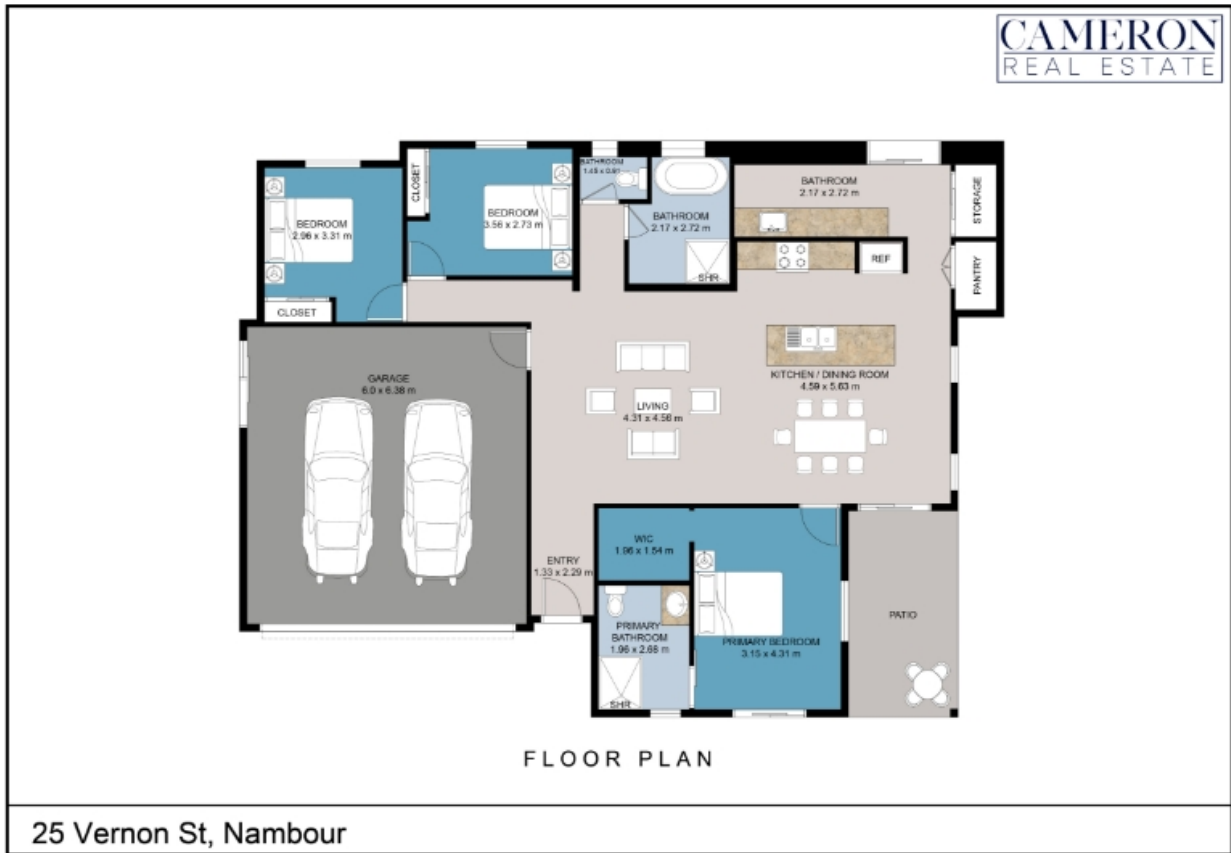 CAMERON
REAL ESTATE
BATHROOM
1.45 x 0.91
CLOSET
BEDROOM
3.56 x 2.73 m
BEDROOM
2.96 x 3.31 m
CLOSET
BATHROOM
2.17 x 2.72 m
SHR
BATHROOM
2.17 x 2.72 m
STORAGE
REF
PANTRY
GARAGE
6.0 x 6.38 m
LIVING
4.31 x 4.56 m
KITCHEN / DINING ROOM
4.59 x 5.63 m
WIC
1.96 x 1.54 m
ENTRY
1.33 x 2.29 m
PRIMARY
BATHROOM
1.96 x 2.68 m
SHR
PRIMARY BEDROOM
3.15 x 4.31 m
PATIO
FLOOR PLAN
25 Vernon St, Nambour